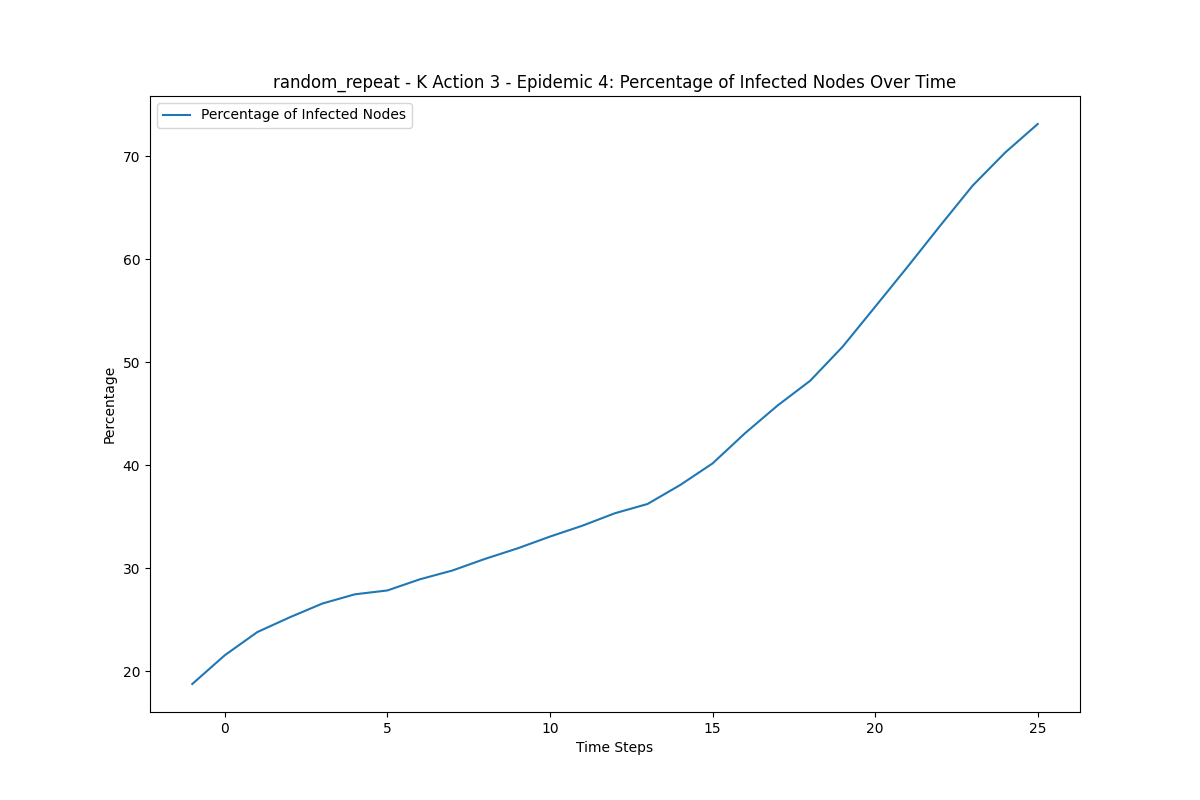 random_repeat - K Action 3 - Epidemic 4: Percentage of Infected Nodes Over Time
Percentage of Infected Nodes
70
60
50
40
30
20
Percentage
0 5 10 15 20 25
Time Steps